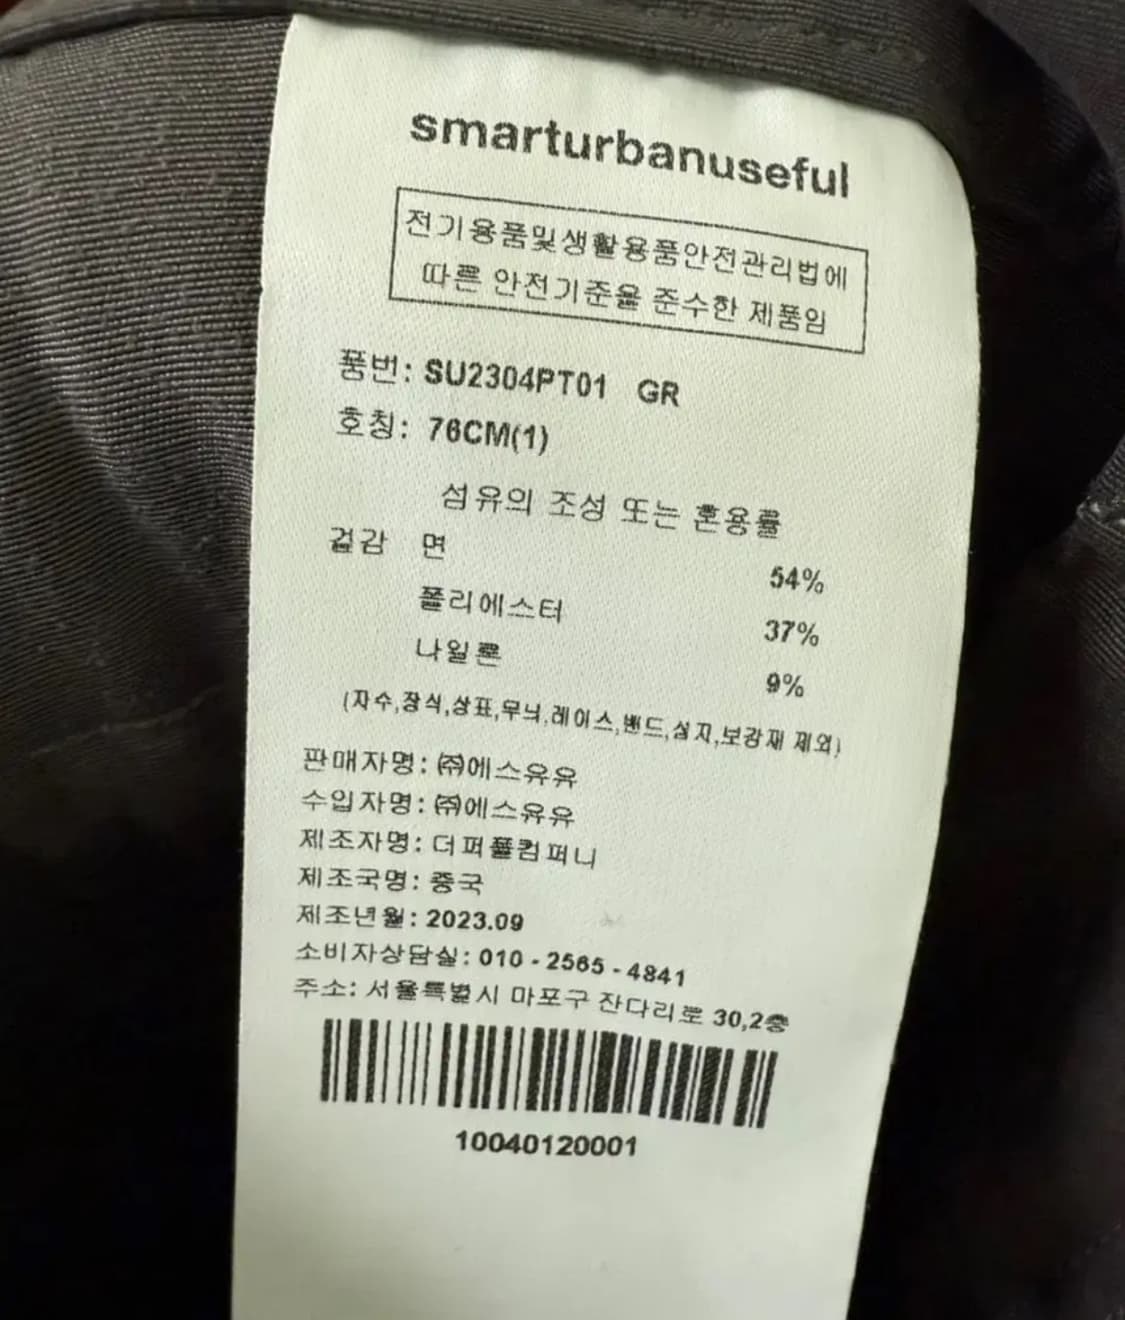 smarturbanuseful
전기용품및생활용품안전관리법에
따른 안전기준을 준수한 제품임
품번: SU2304PT01 GR
호칭: 76CM(1)
섬유의 조성 또는 혼용률
겉감 면 54%
폴리에스터 37%
나일론 9%
(자수,장식,상표,무늬,레이스,밴드,심지,보강재 제외)
판매자명: ㈜에스유유
수입자명: ㈜에스유유
제조자명: 더퍼플컴퍼니
제조국명: 중국
제조년월: 2023.09
소비자상담실: 010 - 2565 - 4841
주소: 서울특별시 마포구 잔다리로 30,2층
10040120001